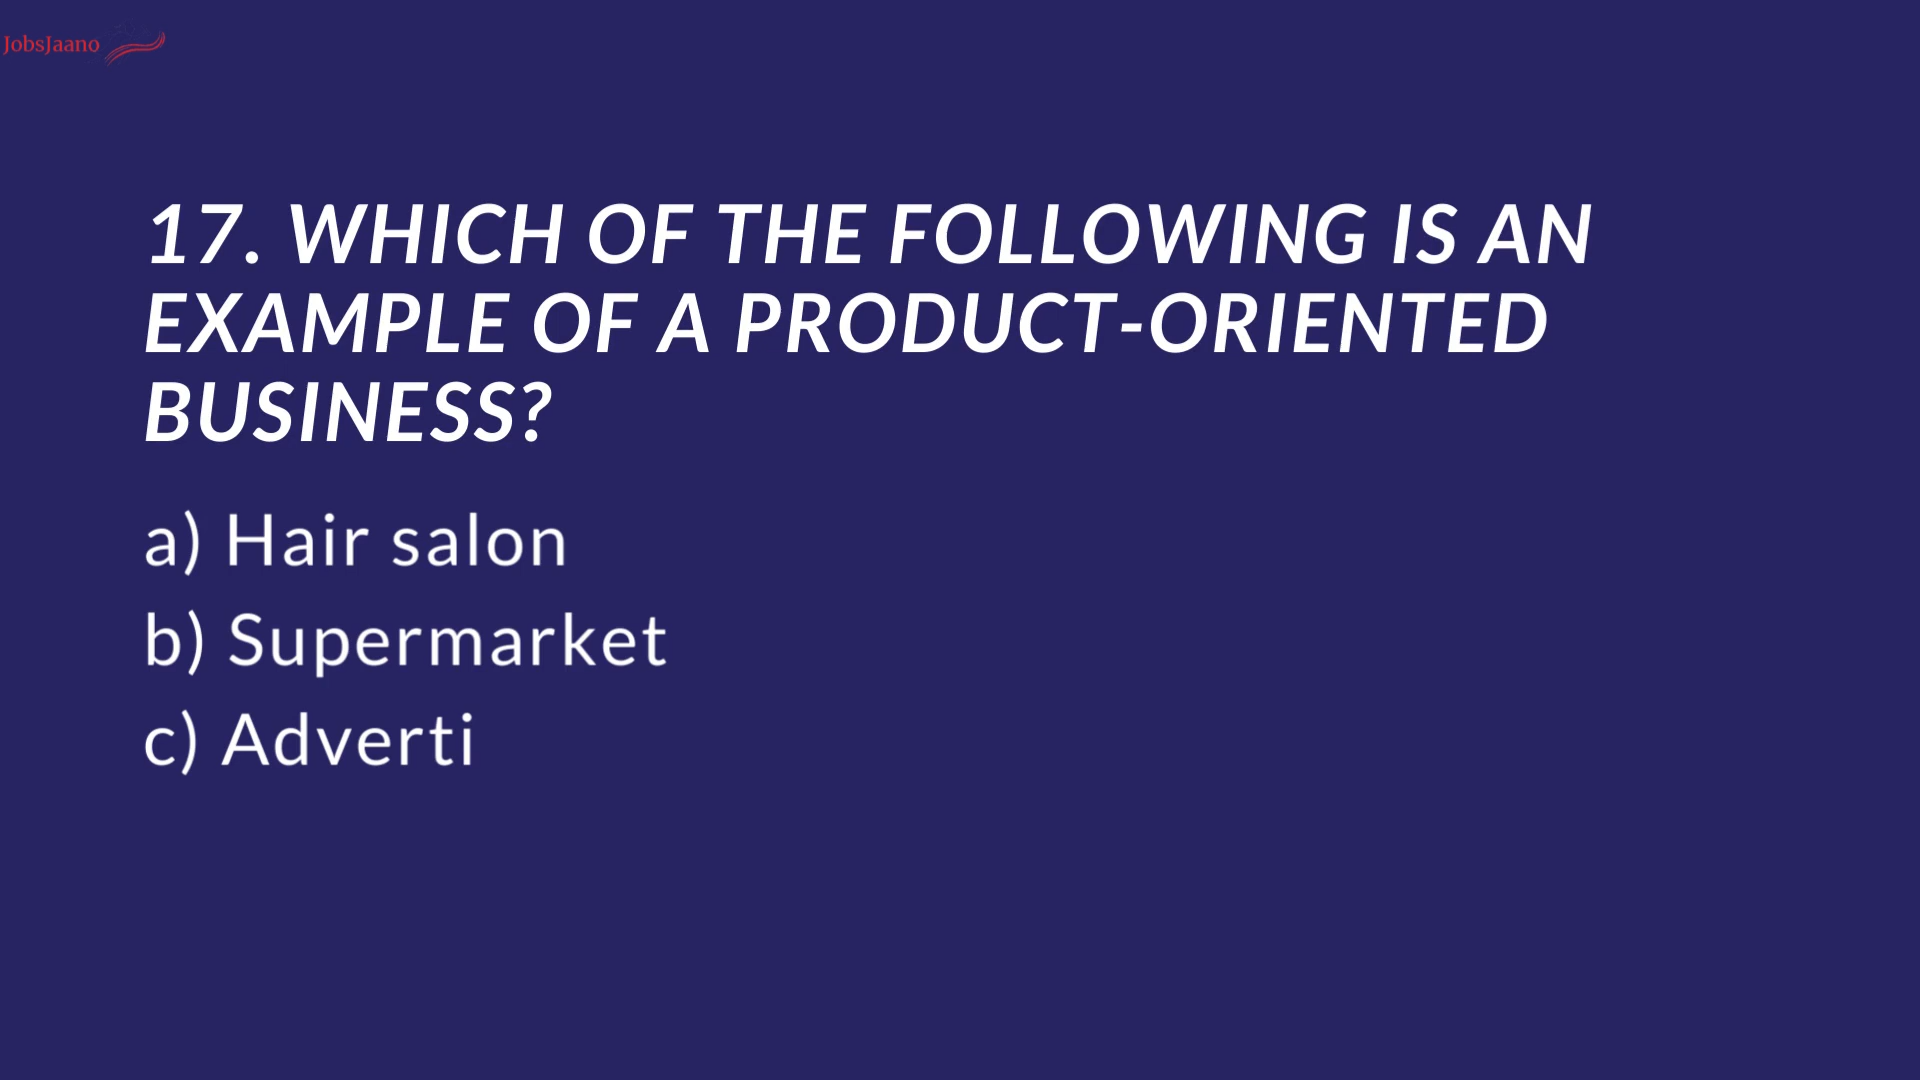 JobsJaano
17. WHICH OF THE FOLLOWING IS AN
EXAMPLE OF A PRODUCT-ORIENTED
BUSINESS?
a) Hair salon
b) Supermarket
c) Adverti